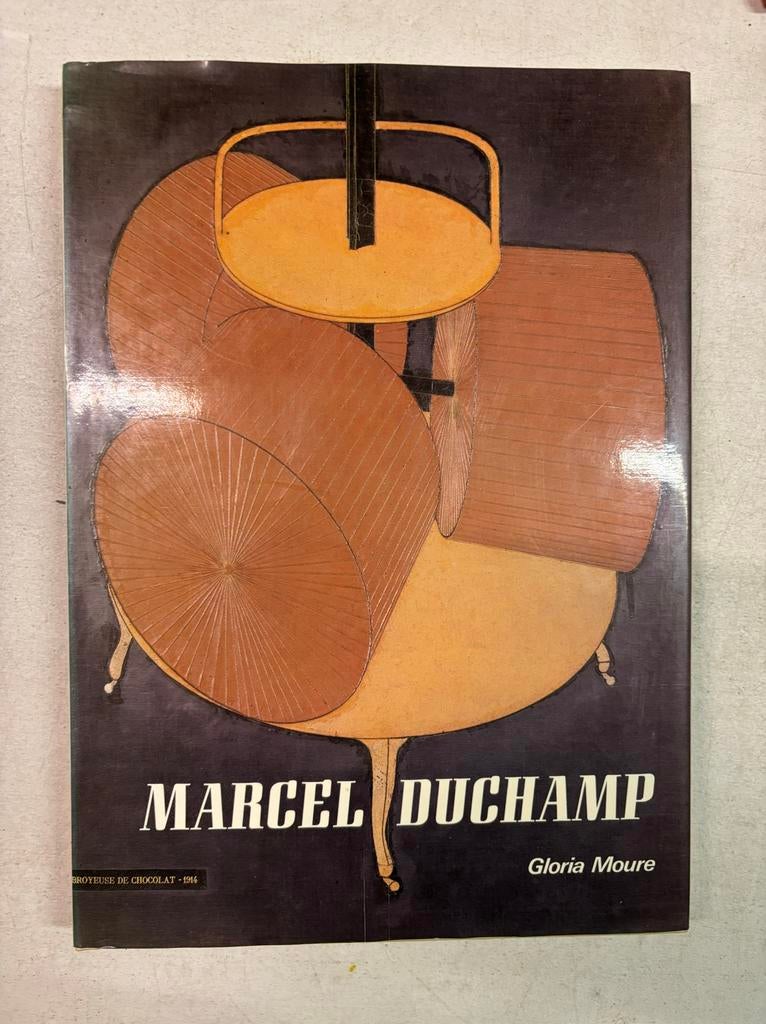 MARCEL DUCHAMP
Gloria Moure
BROYEUSE DE CHOCOLAT - 1914